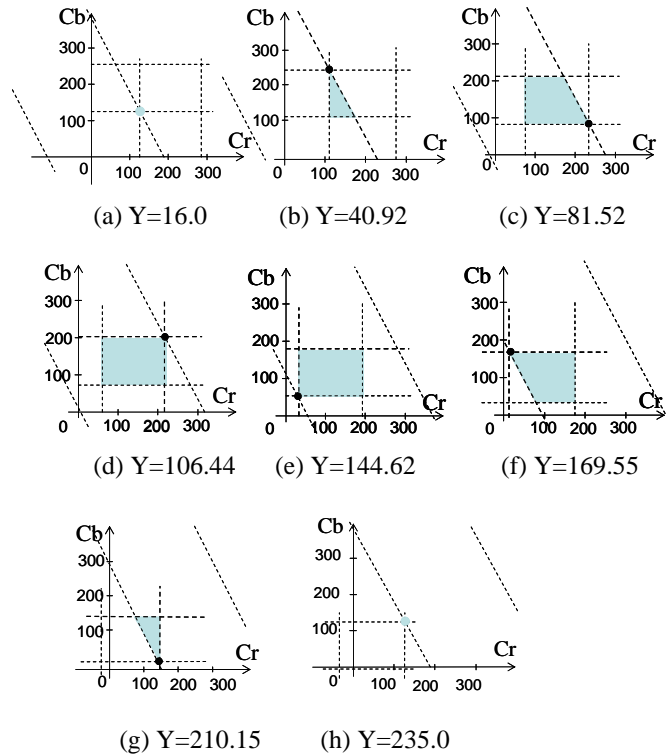 Cb
300
200
100
Cr
0
100 200 300
(a) Y=16.0
Cb
300
200
100
Cr
0
100 200 300
(b) Y=40.92
Cb
300
200
100
Cr
0
100 200 300
(c) Y=81.52
Cb
300
200
100
Cr
0
100 200 300
(d) Y=106.44
Cb
300
200
100
Cr
0
100 200 300
(e) Y=144.62
Cb
300
200
100
Cr
0
100 200 300
(f) Y=169.55
Cb
300
200
100
Cr
0
100 200 300
(g) Y=210.15
Cb
300
200
100
Cr
0
100 200 300
(h) Y=235.0